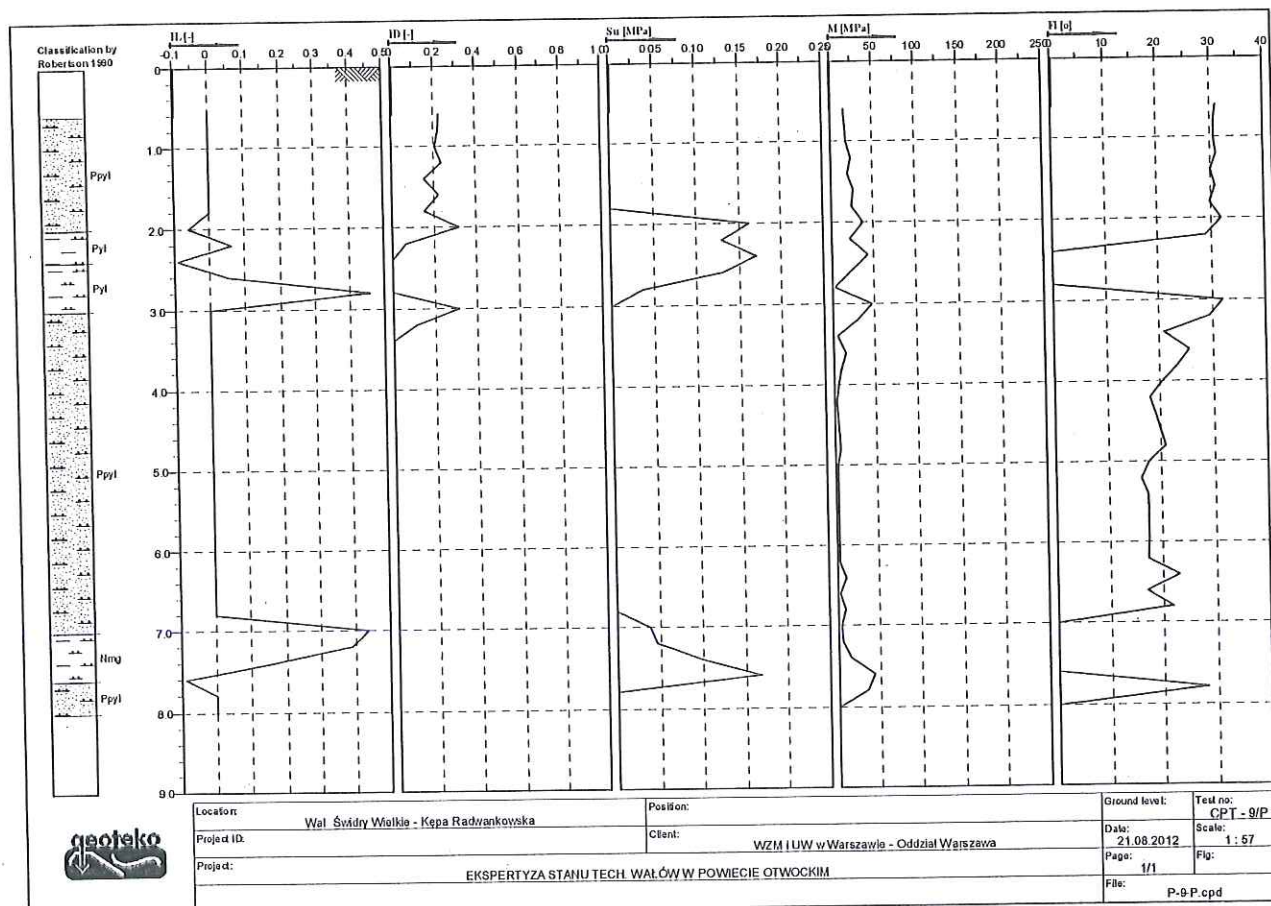 Classification by
Robertson 1990
IL [-]
-0.1 0 0.1 0.2 0.3 0.4 0.5
ID [-]
0 0.2 0.4 0.6 0.8 1.0
Su [MPa]
0 0.05 0.10 0.15 0.20 0.25
M [MPa]
0 50 100 150 200 250
FI [o]
0 10 20 30 40
0
1.0
2.0
3.0
4.0
5.0
6.0
7.0
8.0
9.0
Ppyl
Pyl
Pyl
Ppyl
Nmg
Ppyl
geoteko
Location:
Wał Świdry Wielkie - Kępa Radwankowska
Position:
Ground level:
Test no:
CPT - 9/P
Project ID:
Client:
WZM i UW w Warszawie - Oddział Warszawa
Date:
21.08.2012
Scale:
1 : 57
Project:
EKSPERTYZA STANU TECH. WAŁÓW W POWIECIE OTWOCKIM
Page:
1/1
Fig:
File:
P-9-P.cpd